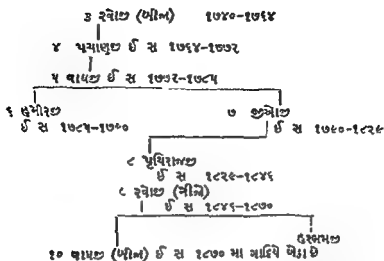 ૩ રવોજી (બીજા) ૧૭૪૦-૧૭૬૪
૪ પચાણજી ઈ સ ૧૭૬૪-૧૭૭૨
૫ વાઘજી ઈ સ ૧૭૭૨-૧૭૮૫
૬ હમીરજી ૭ જીઓજી
ઈ સ ૧૭૮૫-૧૭૯૦ ઈ સ ૧૭૯૦-૧૮૨૯
૮ પૃથિરાજજી
ઈ સ ૧૮૨૯-૧૮૪૬
૯ રવોજી (બીજો)
ઈ સ ૧૮૪૬-૧૮૭૦
હરભમજી
૧૦ વાઘજી (બીજા) ઈ સ ૧૮૭૦ મા ગાદિયે બેઠા છે